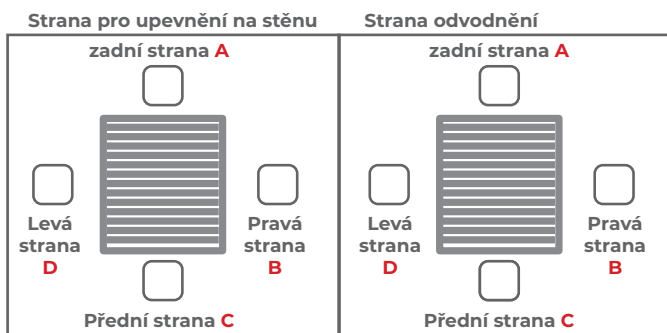 Strana pro upevnění na stěnu
zadní strana A
Levá
strana
D
Pravá
strana
B
Přední strana C
Strana odvodnění
zadní strana A
Levá
strana
D
Pravá
strana
B
Přední strana C